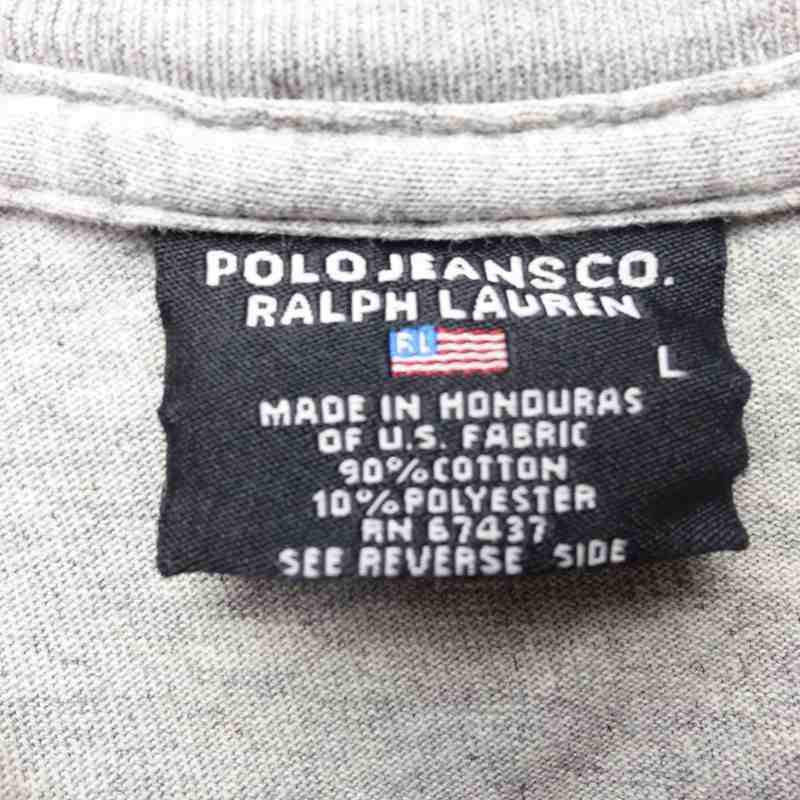 POLO JEANS CO.
RALPH LAUREN
RL
L
MADE IN HONDURAS
OF U.S. FABRIC
90% COTTON
10% POLYESTER
RN 67437
SEE REVERSE SIDE